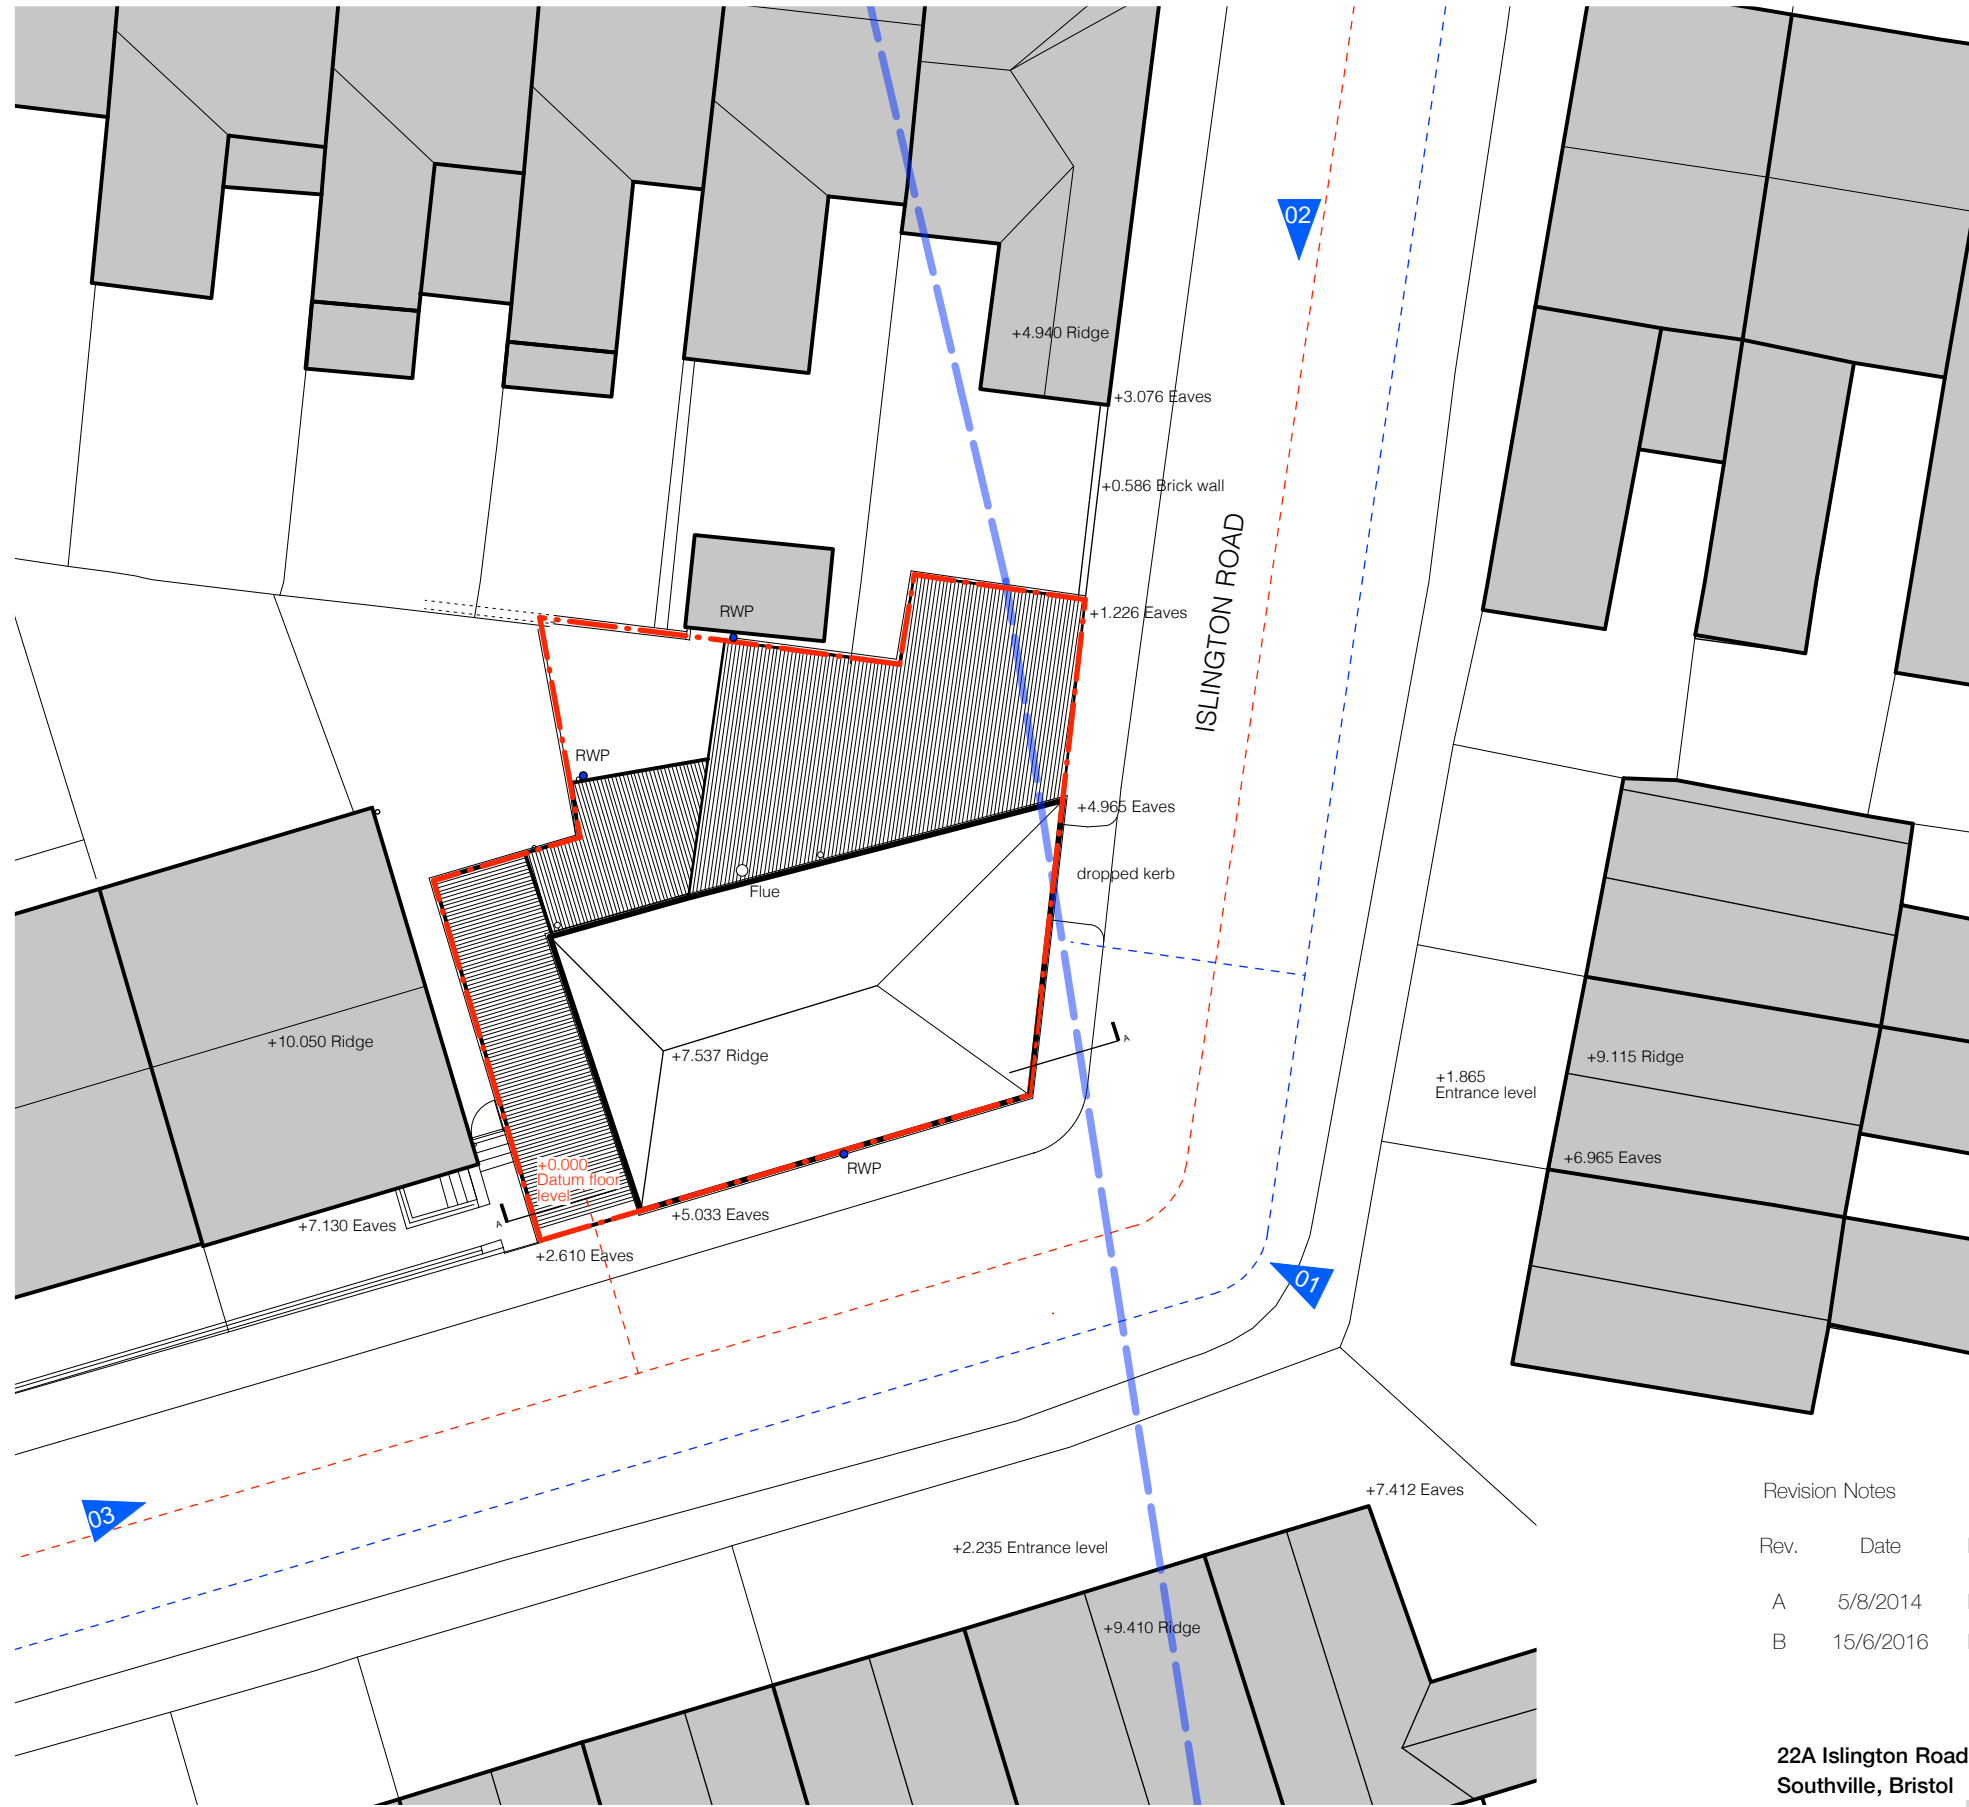 02
+4.940 Ridge
+3.076 Eaves
+0.586 Brick wall
ISLINGTON ROAD
RWP
+1.226 Eaves
RWP
+4.965 Eaves
dropped kerb
Flue
A
+10.050 Ridge
+7.537 Ridge
+9.115 Ridge
+1.865
Entrance level
+6.965 Eaves
+0.000
Datum floor
level
RWP
A
+7.130 Eaves
+5.033 Eaves
+2.610 Eaves
01
03
+7.412 Eaves
+2.235 Entrance level
+9.410 Ridge
Revision Notes
Rev. Date
A 5/8/2014
B 15/6/2016
22A Islington Road
Southville, Bristol